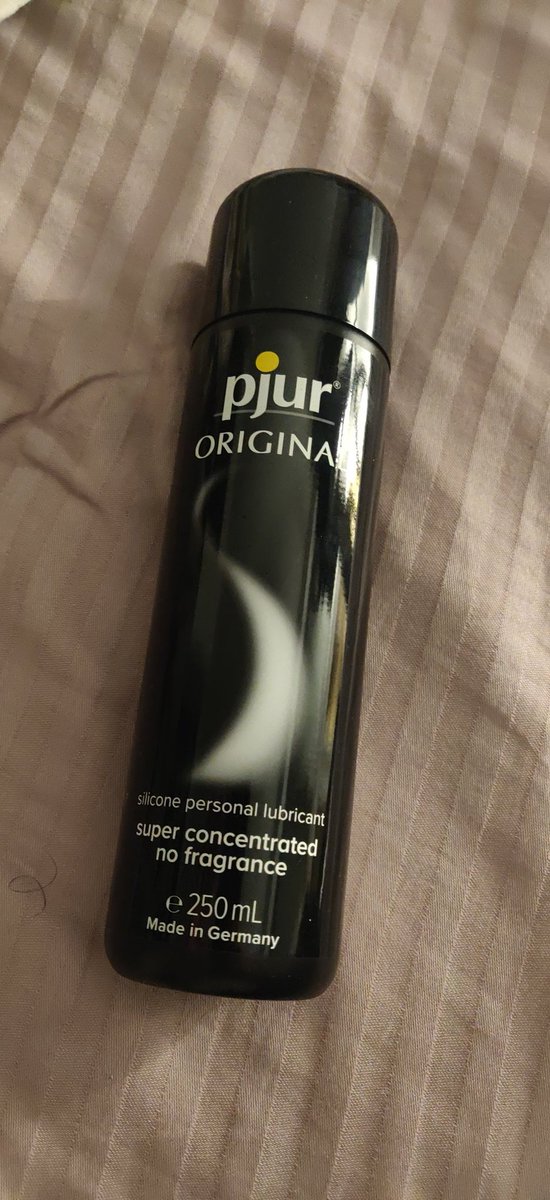 pjur®
ORIGINA
silicone personal lubricant
super concentrated
no fragrance
℮ 250 mL
Made in Germany